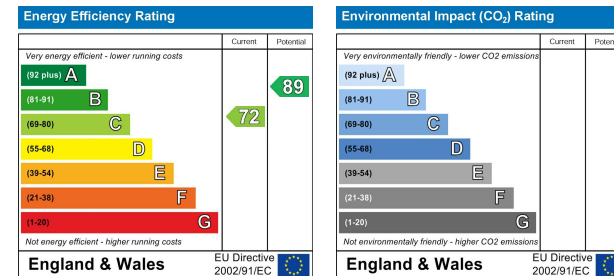 Energy Efficiency Rating
Current Potential
Very energy efficient - lower running costs
(92 plus) A
(81-91) B
(69-80) C
(55-68) D
(39-54) E
(21-38) F
(1-20) G
72
89
Not energy efficient - higher running costs
England & Wales
EU Directive
2002/91/EC
Environmental Impact (CO₂) Rating
Current Poten
Very environmentally friendly - lower CO2 emissions
(92 plus) A
(81-91) B
(69-80) C
(55-68) D
(39-54) E
(21-38) F
(1-20) G
Not environmentally friendly - higher CO2 emissions
England & Wales
EU Directive
2002/91/EC